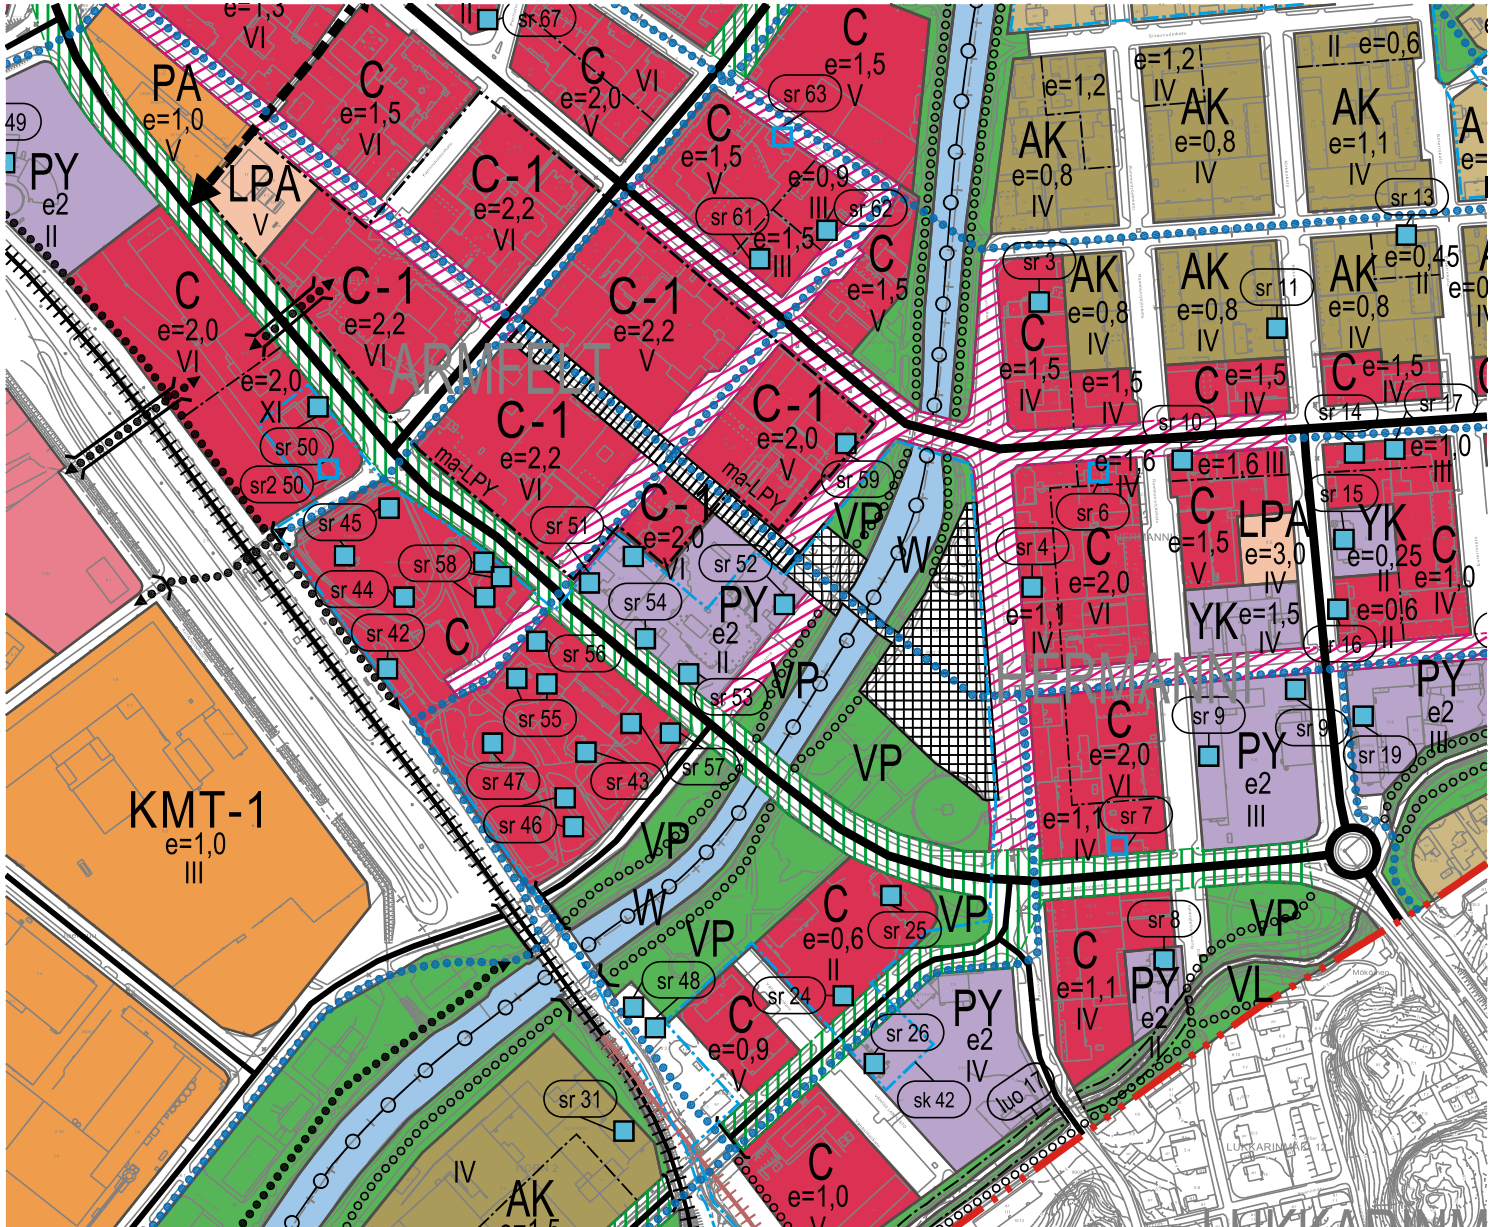 e=1,3
VI
II
sr 67
C
e=1,5
V
II e=0,6
PA
e=1,0
V
C
e=1,5
VI
C
e=2,0
V
VI
sr 63
e=1,2
e=1,2
IV
AK
e=0,8
IV
AK
e=1,1
IV
AK
e=0,8
IV
49
PY
e2
II
LPA
V
C-1
e=2,2
VI
C
e=1,5
V
e=0,9
III
sr 61
sr 62
e=1,5
III
sr 13
C
e=2,0
VI
C-1
e=2,2
VI
C-1
e=2,2
V
C
e=1,5
V
sr 3
C
e=1,5
IV
AK
e=0,8
IV
AK
e=0,8
IV
sr 11
AK
e=0,8
IV
e=0,45
II
ARMFELT
e=2,0
XI
sr 50
sr2 50
C-1
e=2,2
VI
ma-LPY
C-1
e=2,0
V
ma-LPY
sr 59
e=1,5
IV
C e=1,5
IV
C e=1,5
IV
sr 10
sr 14
sr 17
e=1,6
IV
e=1,6 III
e=1,0
III
sr 45
sr 44
sr 58
sr 42
C
sr 51
C-1
e=2,0
VI
sr 52
sr 54
PY
e2
II
VP
W
sr 4
e=1,1
IV
sr 6
C
e=2,0
VI
HERMANNI
C
e=1,5
V
LPA
e=3,0
IV
sr 15
YK
e=0,25
II
C
e=1,0
IV
YK e=1,5
IV
e=0,6
II
sr 16
sr 56
sr 53
sr 55
VP
HERMANNI
PY
e2
III
sr 9
sr 9
sr 19
sr 47
sr 43
sr 57
sr 46
VP
C
e=2,0
VI
PY
e2
III
KMT-1
e=1,0
III
VP
e=1,1
IV
sr 7
W
VP
C
e=0,6
II
sr 25
VP
C
e=1,1
IV
sr 8
VP
PY
e2
II
VL
sr 48
sr 24
C
e=0,9
V
sr 26
PY
e2
IV
sk 42
luo 17
Mökölinen
sr 31
IV
AK
e=1,5
C
e=1,0
V
LUKKARINMÄKI 12